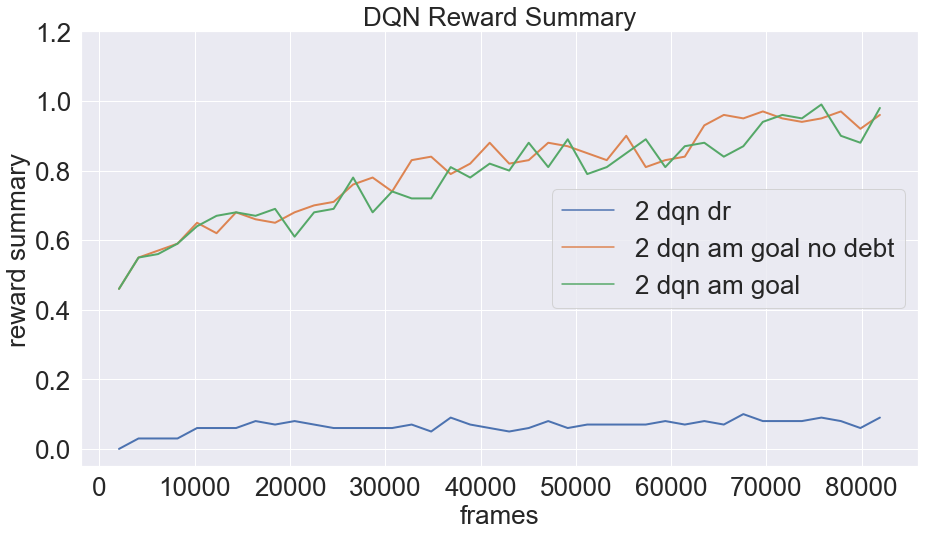 DQN Reward Summary
1.2
1.0
0.8
0.6
0.4
0.2
0.0
reward summary
2 dqn dr
2 dqn am goal no debt
2 dqn am goal
0 10000 20000 30000 40000 50000 60000 70000 80000
frames